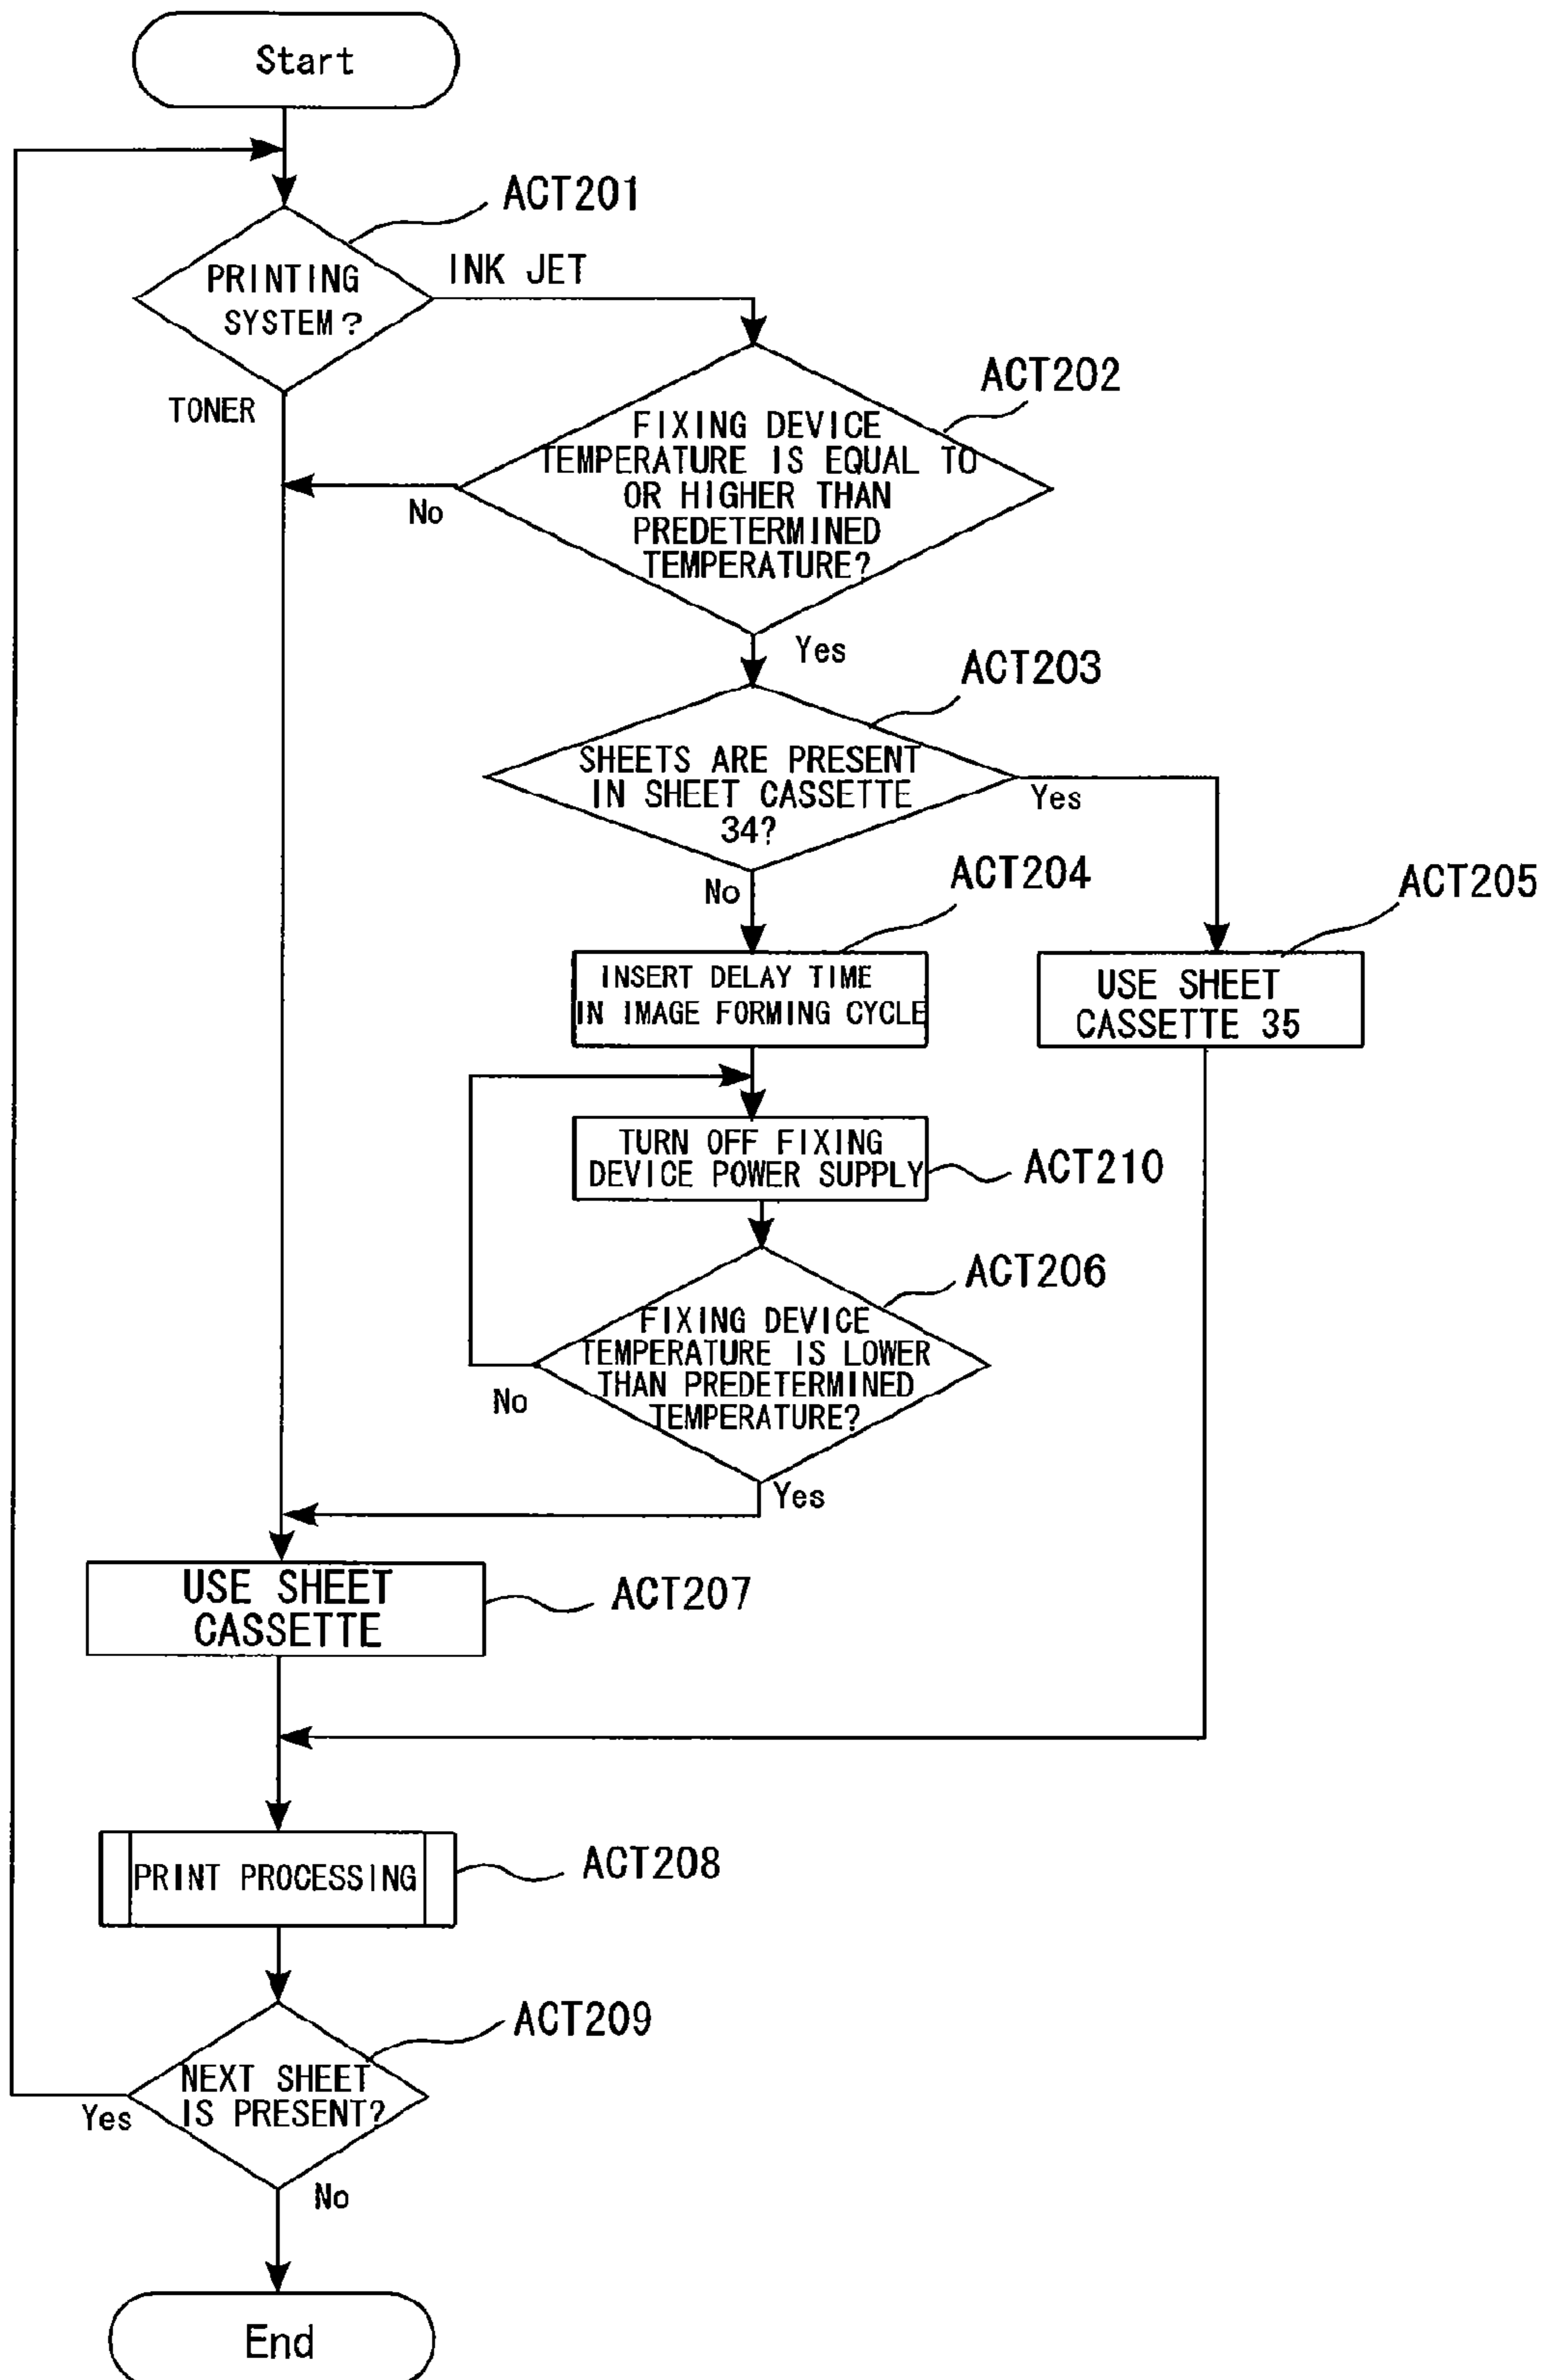 Start
ACT201
PRINTING
SYSTEM?
INK JET
TONER
ACT202
FIXING DEVICE
TEMPERATURE IS EQUAL TO
OR HIGHER THAN
PREDETERMINED
TEMPERATURE?
No
Yes
ACT203
SHEETS ARE PRESENT
IN SHEET CASSETTE
34?
Yes
No
ACT204
INSERT DELAY TIME
IN IMAGE FORMING CYCLE
ACT205
USE SHEET
CASSETTE 35
TURN OFF FIXING
DEVICE POWER SUPPLY
ACT210
ACT206
FIXING DEVICE
TEMPERATURE IS LOWER
THAN PREDETERMINED
TEMPERATURE?
No
Yes
USE SHEET
CASSETTE
ACT207
PRINT PROCESSING
ACT208
ACT209
NEXT SHEET
IS PRESENT?
Yes
No
End